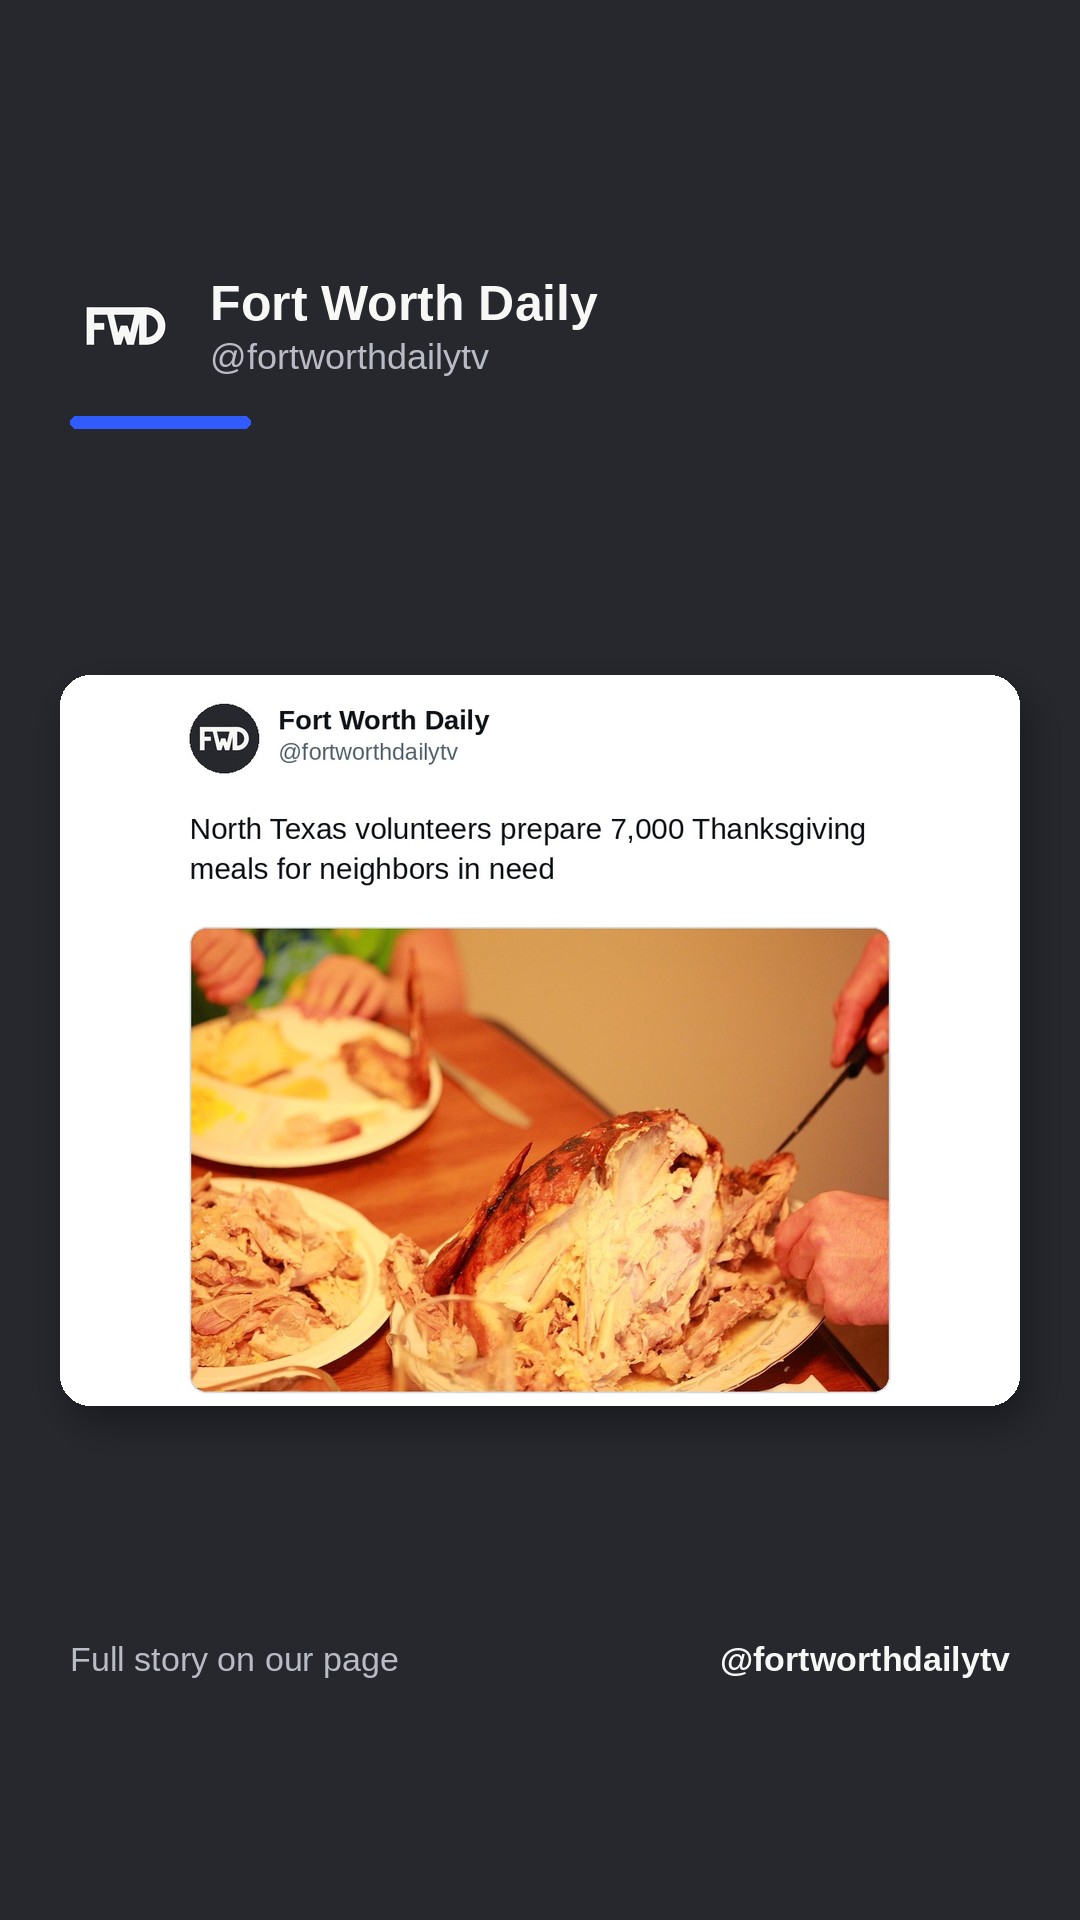 FWD
Fort Worth Daily
@fortworthdailytv
FWD
Fort Worth Daily
@fortworthdailytv
North Texas volunteers prepare 7,000 Thanksgiving
meals for neighbors in need
Full story on our page
@fortworthdailytv